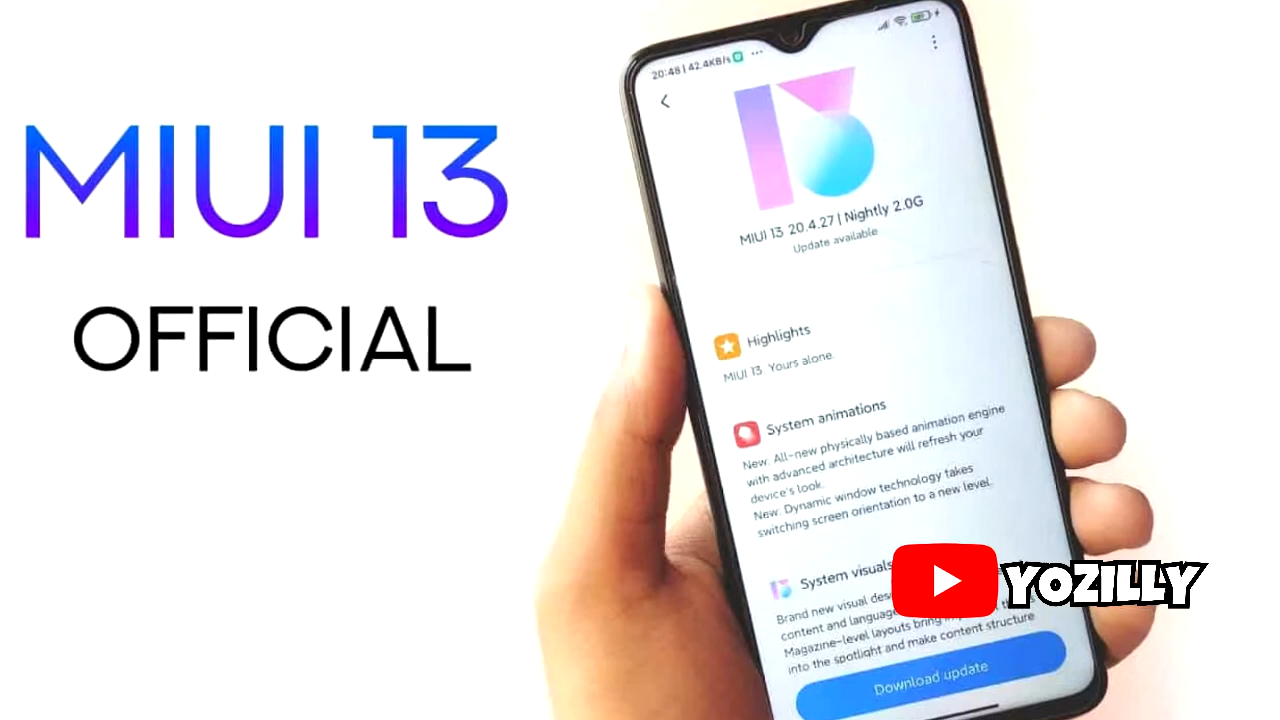 MIUI 13
OFFICIAL
20:48 | 42.4KB/s
MIUI 13 20.4.27 | Nightly 2.0G
Update available
Highlights
MIUI 13. Yours alone.
System animations
New: All-new physically based animation engine
with advanced architecture will refresh your
device's look.
New: Dynamic window technology takes
switching screen orientation to a new level.
System visuals
Brand new visual
content and language
Magazine-level layouts bring
into the spotlight and make content structure
Download update
YOZILLY